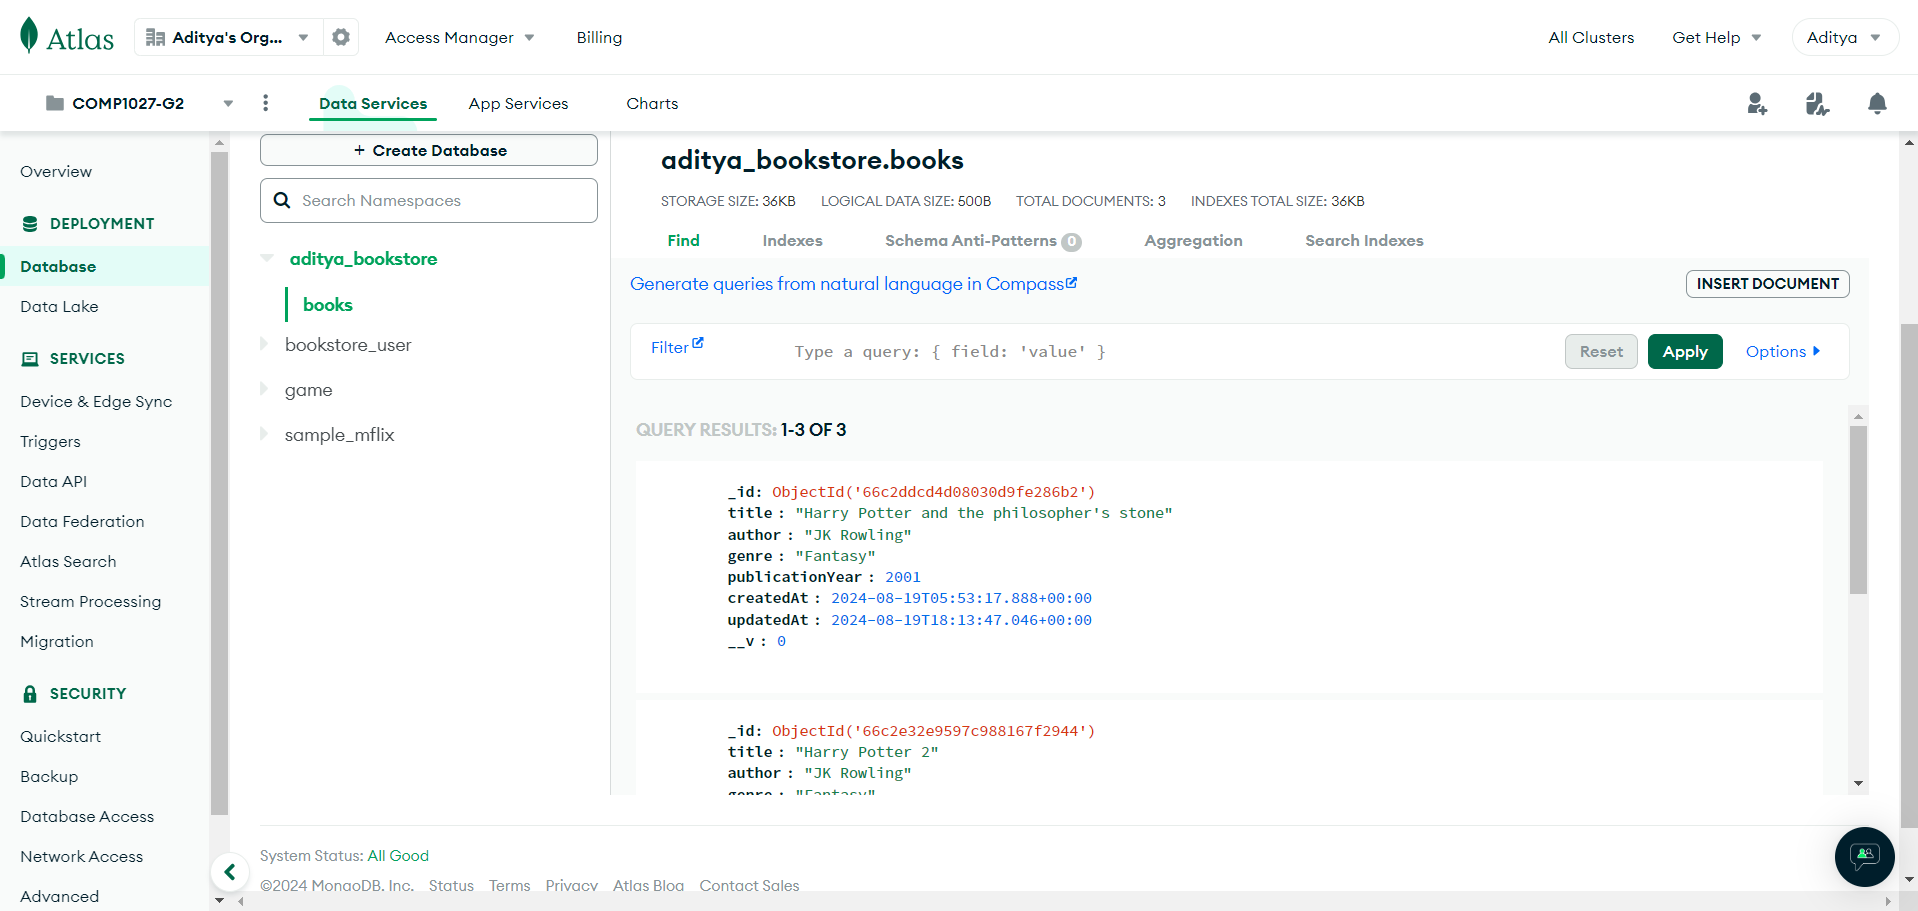 Atlas
Aditya's Org...
Access Manager
Billing
All Clusters
Get Help
Aditya
COMP1027-G2
Data Services
App Services
Charts
Overview
DEPLOYMENT
Database
Data Lake
SERVICES
Device & Edge Sync
Triggers
Data API
Data Federation
Atlas Search
Stream Processing
Migration
SECURITY
Quickstart
Backup
Database Access
Network Access
Advanced
+ Create Database
Search Namespaces
aditya_bookstore
books
bookstore_user
game
sample_mflix
aditya_bookstore.books
STORAGE SIZE: 36KB LOGICAL DATA SIZE: 500B TOTAL DOCUMENTS: 3 INDEXES TOTAL SIZE: 36KB
Find Indexes Schema Anti-Patterns 0 Aggregation Search Indexes
Generate queries from natural language in Compass
INSERT DOCUMENT
Filter
Type a query: { field: 'value' }
Reset
Apply
Options
QUERY RESULTS: 1-3 OF 3
_id: ObjectId('66c2ddcd4d08030d9fe286b2')
title : "Harry Potter and the philosopher's stone"
author : "JK Rowling"
genre : "Fantasy"
publicationYear : 2001
createdAt : 2024-08-19T05:53:17.888+00:00
updatedAt : 2024-08-19T18:13:47.046+00:00
__v : 0
_id: ObjectId('66c2e32e9597c988167f2944')
title : "Harry Potter 2"
author : "JK Rowling"
genre : "Fantasy"
System Status: All Good
©2024 MongoDB, Inc. Status Terms Privacy Atlas Blog Contact Sales